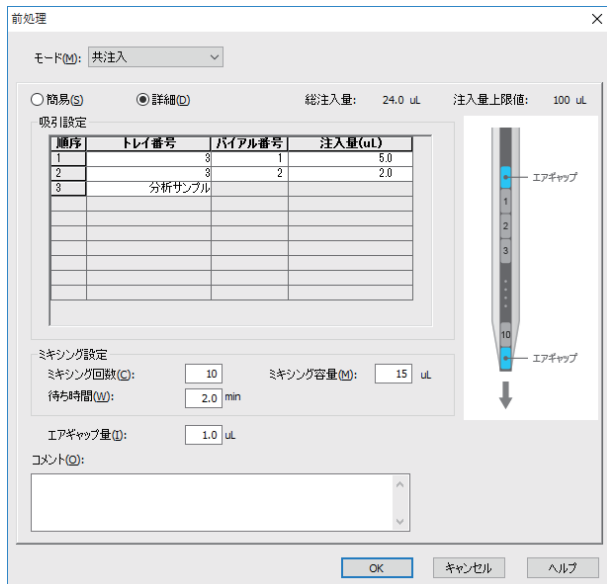 前処理
モード(M): 共注入
簡易(S) 詳細(D) 総注入量: 24.0 uL 注入量上限値: 100 uL
吸引設定
順序 トレイ番号 バイアル番号 注入量(uL)
1 3 1 5.0
2 3 2 2.0
3 分析サンプル
エアギャップ
1
2
3
10
エアギャップ
ミキシング設定
ミキシング回数(C): 10 ミキシング容量(M): 15 uL
待ち時間(W): 2.0 min
エアギャップ量(I): 1.0 uL
コメント(O):
OK キャンセル ヘルプ